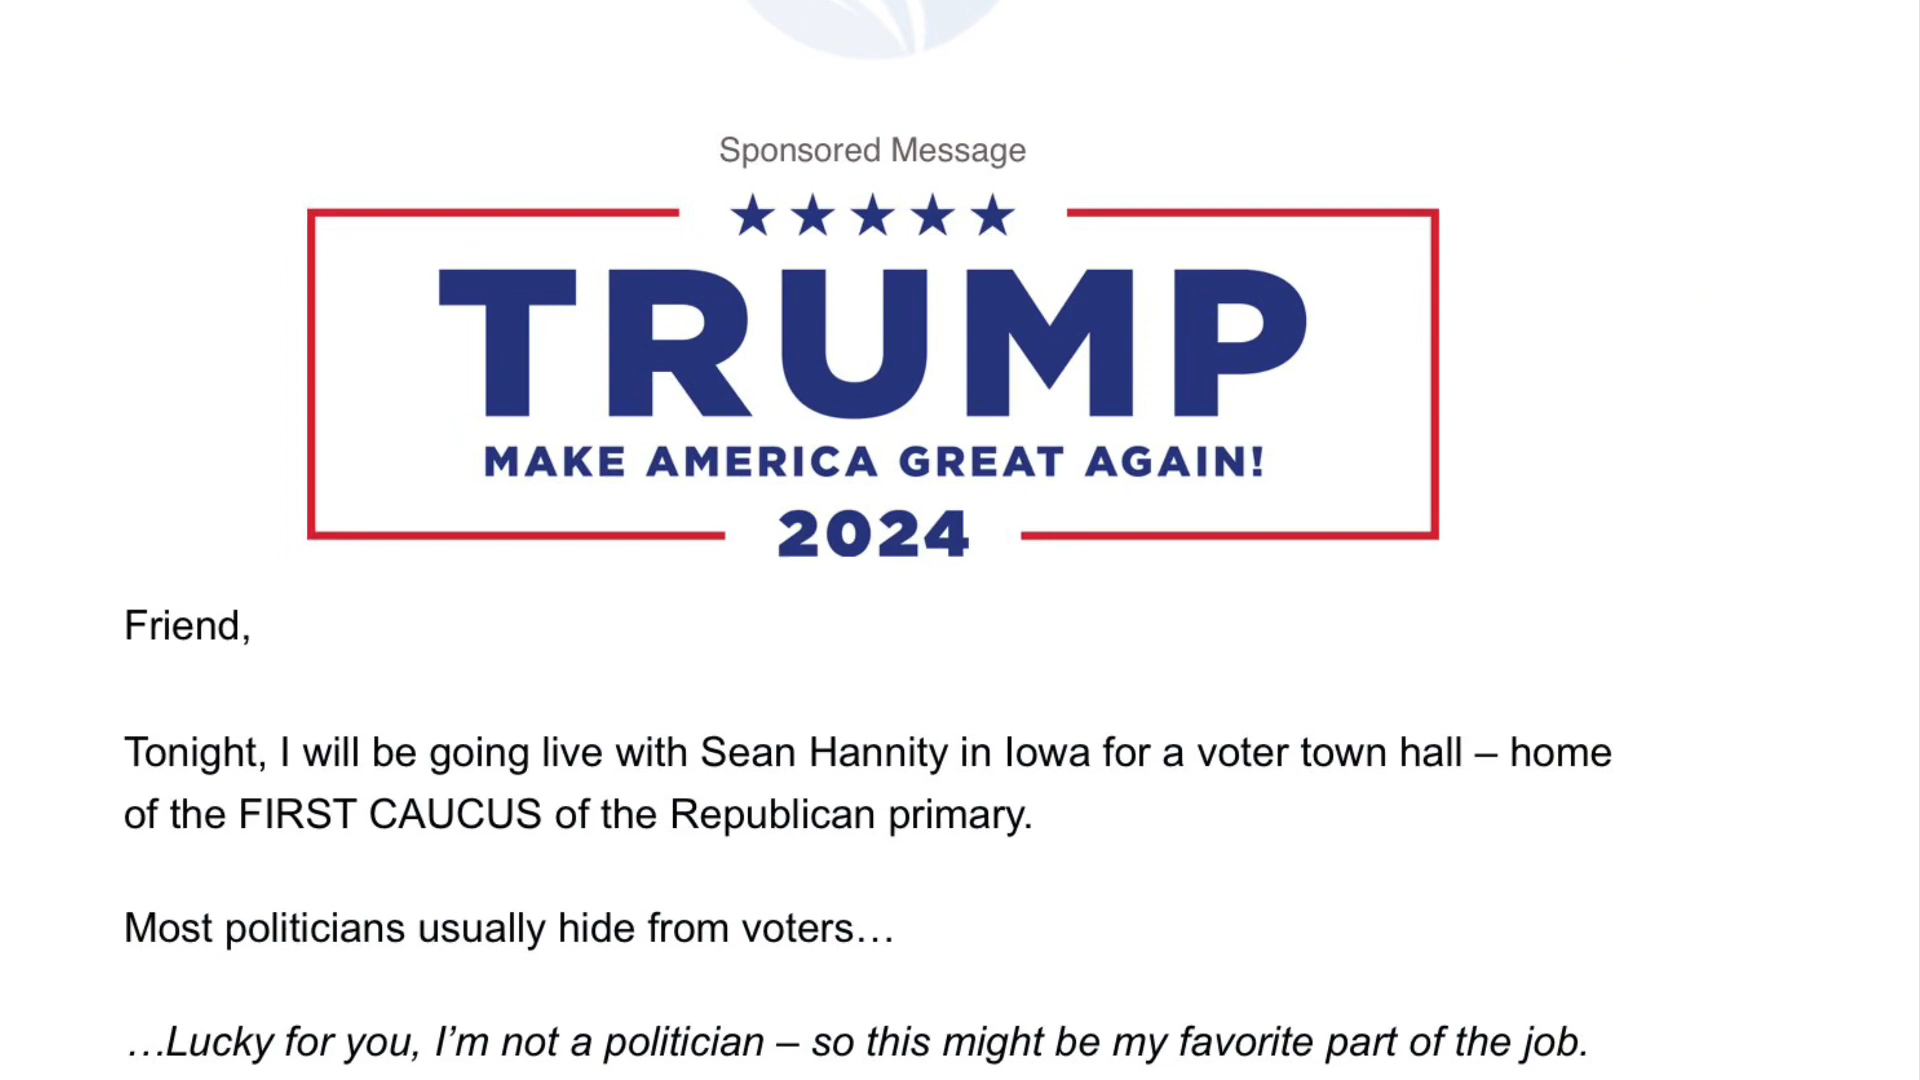 Sponsored Message
TRUMP
MAKE AMERICA GREAT AGAIN!
2024
Friend,
Tonight, I will be going live with Sean Hannity in Iowa for a voter town hall – home
of the FIRST CAUCUS of the Republican primary.
Most politicians usually hide from voters…
…Lucky for you, I’m not a politician – so this might be my favorite part of the job.